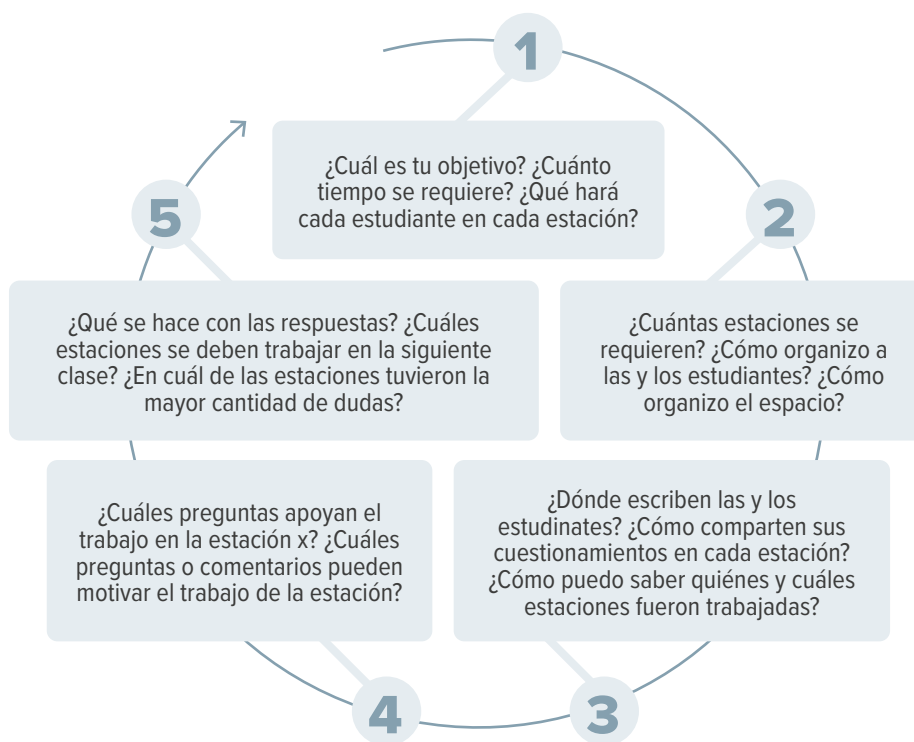 1
¿Cuál es tu objetivo? ¿Cuánto
tiempo se requiere? ¿Qué hará
cada estudiante en cada estación?
2
¿Cuántas estaciones se
requieren? ¿Cómo organizo a
las y los estudiantes? ¿Cómo
organizo el espacio?
3
¿Dónde escriben las y los
estudinates? ¿Cómo comparten sus
cuestionamientos en cada estación?
¿Cómo puedo saber quiénes y cuáles
estaciones fueron trabajadas?
4
¿Cuáles preguntas apoyan el
trabajo en la estación x? ¿Cuáles
preguntas o comentarios pueden
motivar el trabajo de la estación?
5
¿Qué se hace con las respuestas? ¿Cuáles
estaciones se deben trabajar en la siguiente
clase? ¿En cuál de las estaciones tuvieron la
mayor cantidad de dudas?